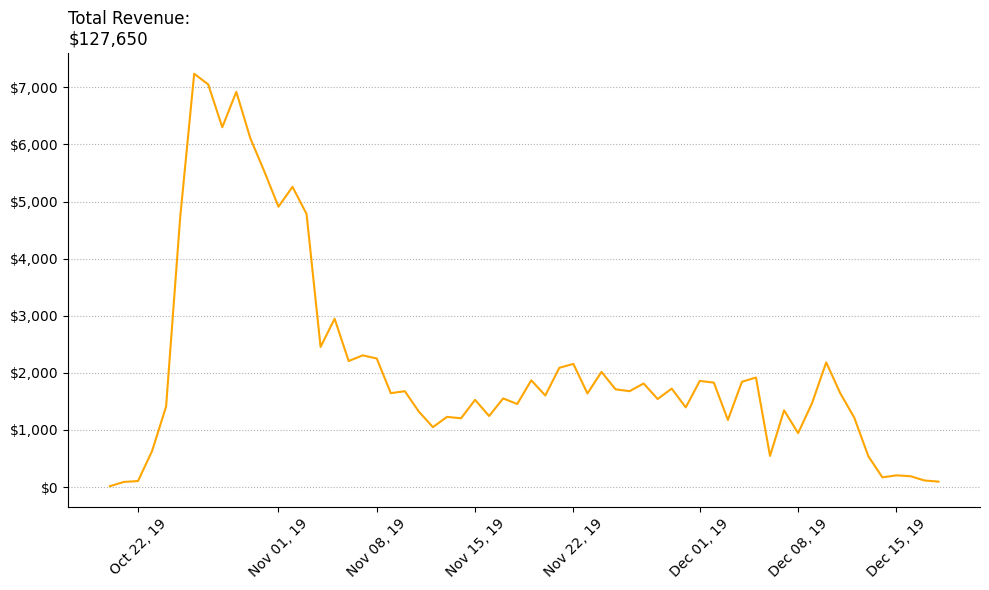 Total Revenue:
$127,650
$7,000
$6,000
$5,000
$4,000
$3,000
$2,000
$1,000
$0
Oct 22, 19
Nov 01, 19
Nov 08, 19
Nov 15, 19
Nov 22, 19
Dec 01, 19
Dec 08, 19
Dec 15, 19